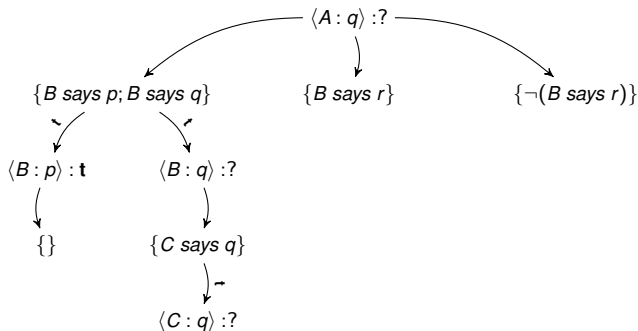 ⟨A : q⟩ :?
{B says p; B says q} {B says r} {¬(B says r)}
t t
⟨B : p⟩ : t ⟨B : q⟩ :?
{} {C says q}
t
⟨C : q⟩ :?